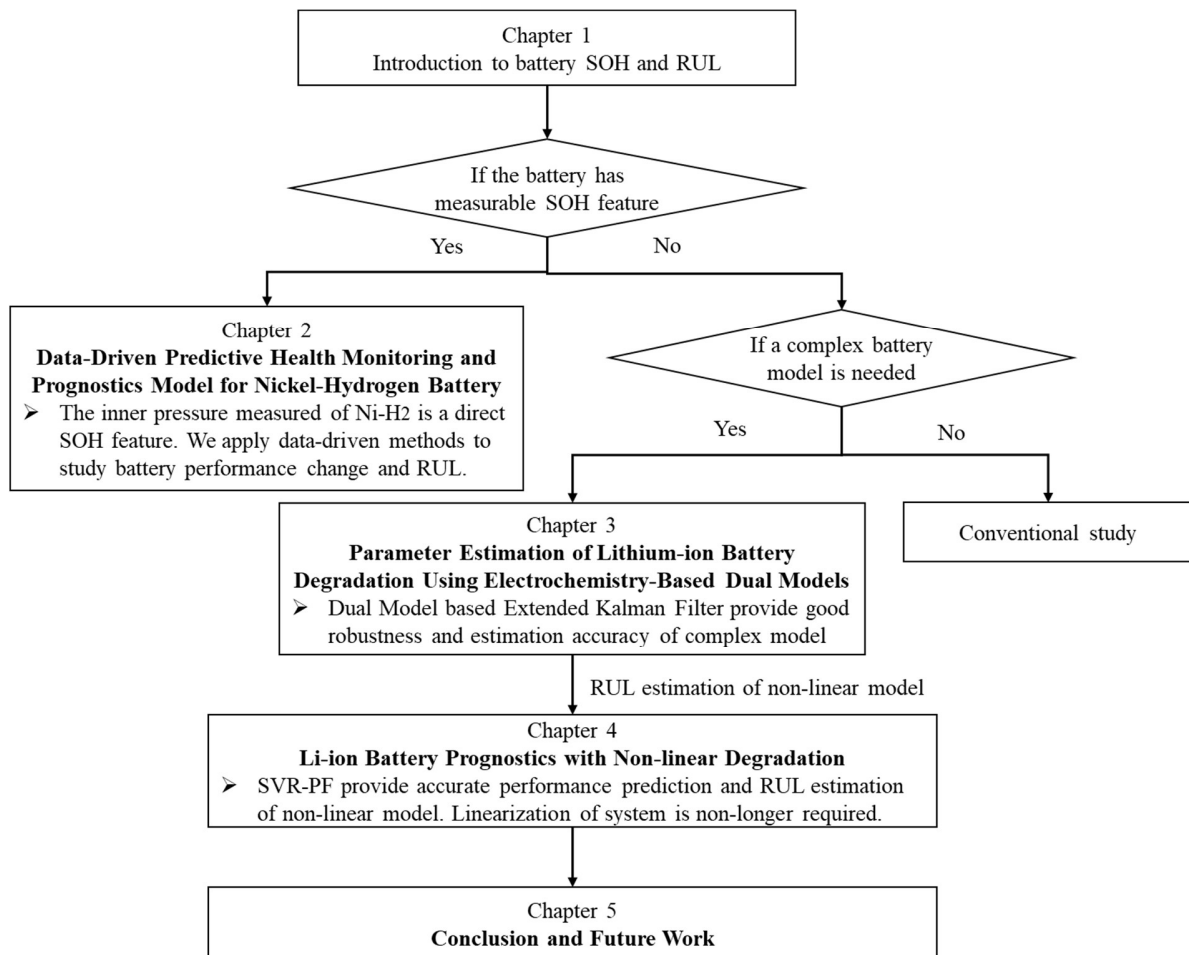 Chapter 1
Introduction to battery SOH and RUL
If the battery has
measurable SOH feature
Yes
No
Chapter 2
Data-Driven Predictive Health Monitoring and
Prognostics Model for Nickel-Hydrogen Battery
➢ The inner pressure measured of Ni-H2 is a direct
SOH feature. We apply data-driven methods to
study battery performance change and RUL.
If a complex battery
model is needed
Yes
No
Chapter 3
Parameter Estimation of Lithium-ion Battery
Degradation Using Electrochemistry-Based Dual Models
➢ Dual Model based Extended Kalman Filter provide good
robustness and estimation accuracy of complex model
Conventional study
RUL estimation of non-linear model
Chapter 4
Li-ion Battery Prognostics with Non-linear Degradation
➢ SVR-PF provide accurate performance prediction and RUL estimation
of non-linear model. Linearization of system is non-longer required.
Chapter 5
Conclusion and Future Work